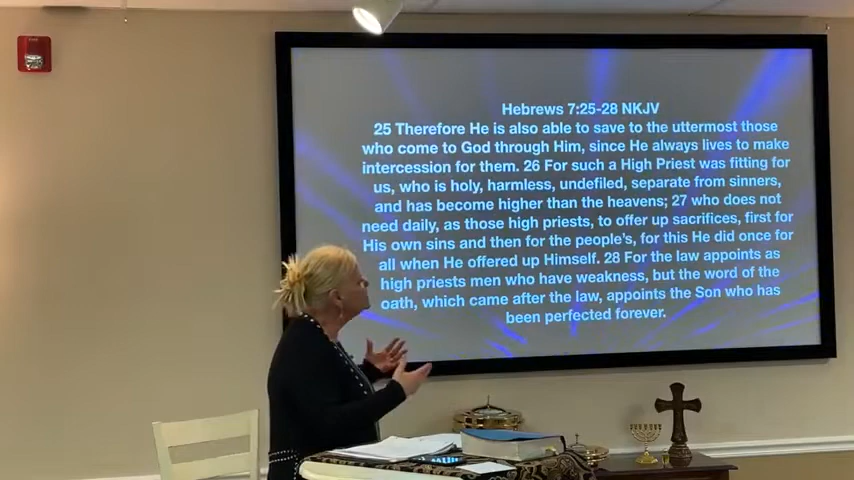 Hebrews 7:25-28 NKJV
25 Therefore He is also able to save to the uttermost those
who come to God through Him, since He always lives to make
intercession for them. 26 For such a High Priest was fitting for
us, who is holy, harmless, undefiled, separate from sinners,
and has become higher than the heavens; 27 who does not
need daily, as those high priests, to offer up sacrifices, first for
His own sins and then for the people's, for this He did once for
all when He offered up Himself. 28 For the law appoints as
high priests men who have weakness, but the word of the
oath, which came after the law, appoints the Son who has
been perfected forever.